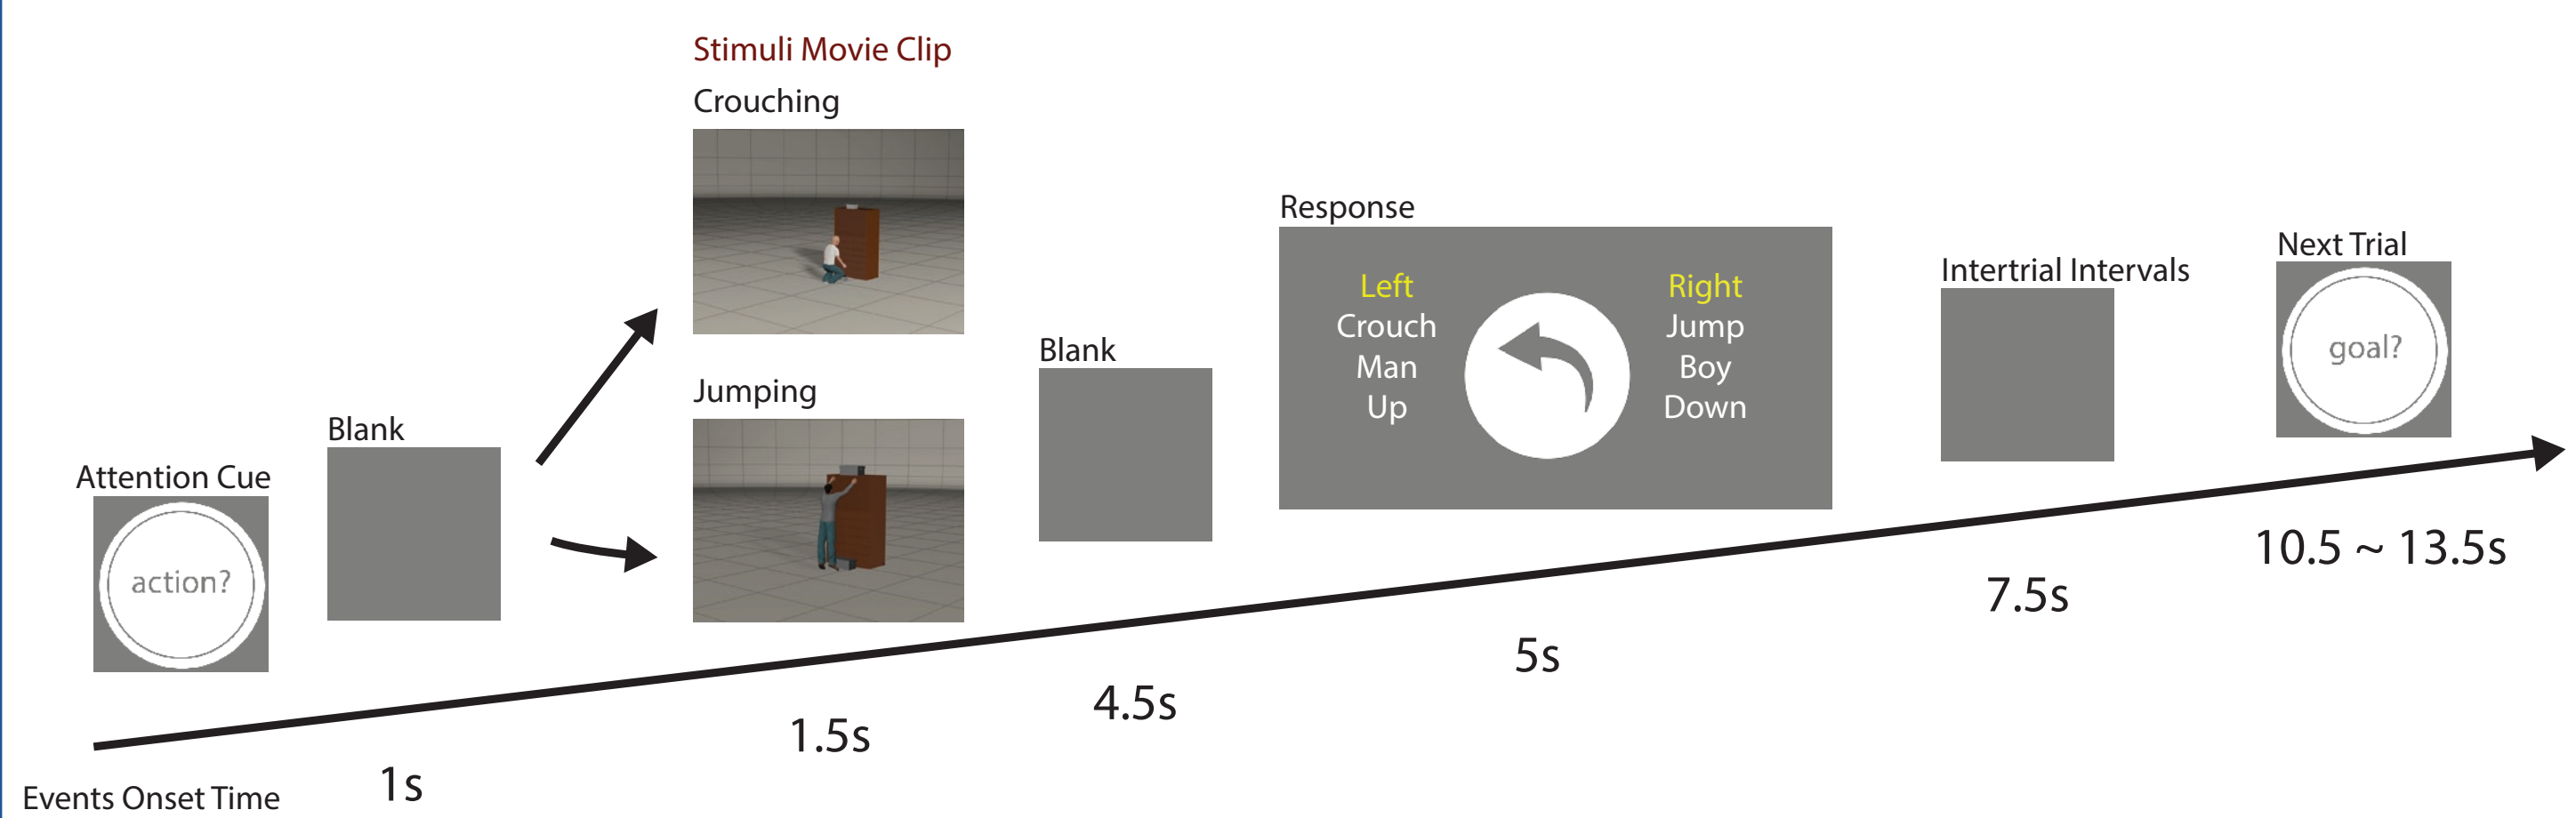 Stimuli Movie Clip
Crouching
Jumping
Attention Cue
action?
Blank
Blank
Response
Left
Crouch
Man
Up
Right
Jump
Boy
Down
Intertrial Intervals
Next Trial
goal?
Events Onset Time
1s
1.5s
4.5s
5s
7.5s
10.5 ~ 13.5s